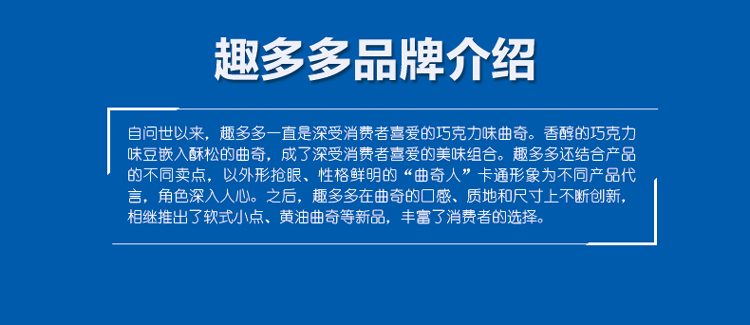 趣多多品牌介绍
自问世以来，趣多多一直是深受消费者喜爱的巧克力味曲奇。香醇的巧克力
味豆嵌入酥松的曲奇，成了深受消费者喜爱的美味组合。趣多多还结合产品
的不同卖点，以外形抢眼、性格鲜明的“曲奇人”卡通形象为不同产品代
言，角色深入人心。之后，趣多多在曲奇的口感、质地和尺寸上不断创新，
相继推出了软式小点、黄油曲奇等新品，丰富了消费者的选择。